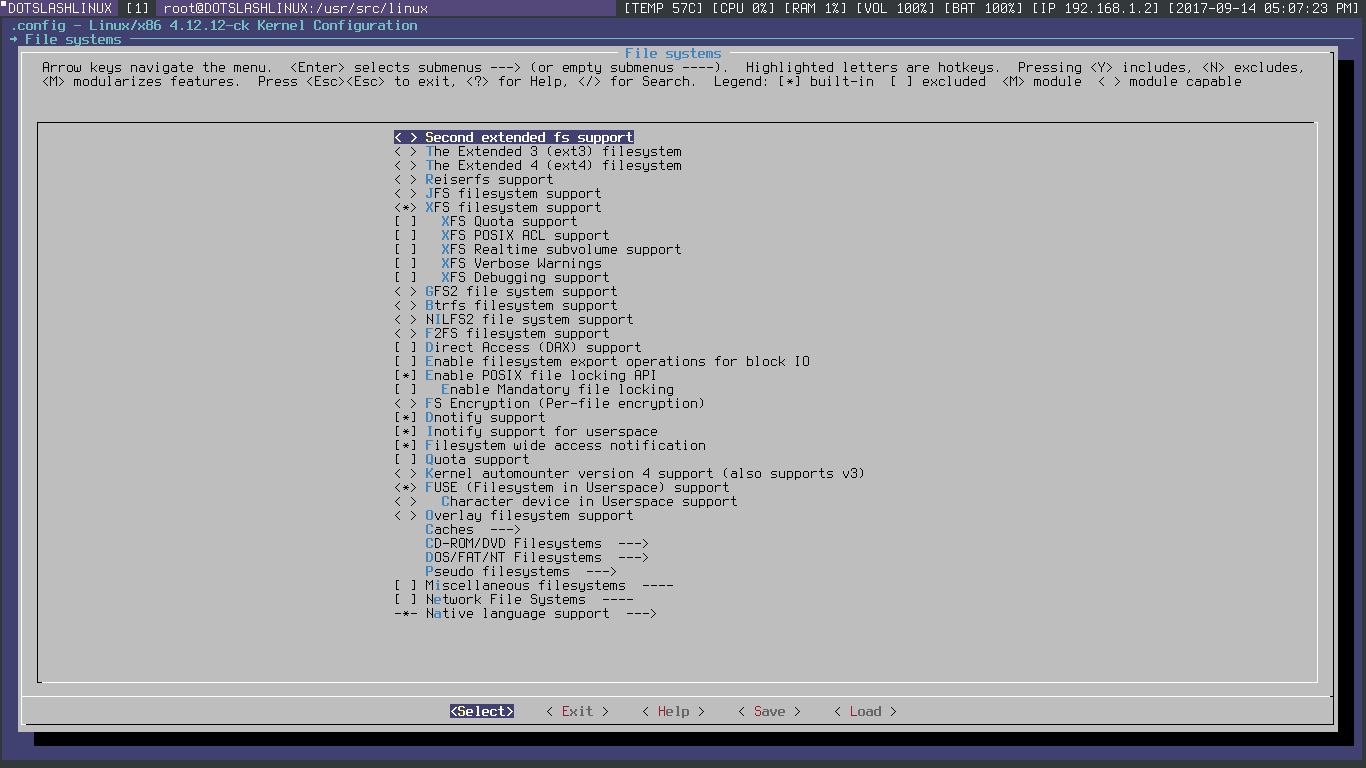 DOTSLASHLINUX [1] root@DOTSLASHLINUX:/usr/src/linux [TEMP 57C] [CPU 0%] [RAM 1%] [VOL 100%] [BAT 100%] [IP 192.168.1.2] [2017-09-14 05:07:23 PM]
.config - Linux/x86 4.12.12-ck Kernel Configuration
→ File systems
File systems
Arrow keys navigate the menu. <Enter> selects submenus ---> (or empty submenus ----). Highlighted letters are hotkeys. Pressing <Y> includes, <N> excludes,
<M> modularizes features. Press <Esc><Esc> to exit, <?> for Help, </> for Search. Legend: [*] built-in [ ] excluded <M> module < > module capable
< > Second extended fs support
< > The Extended 3 (ext3) filesystem
< > The Extended 4 (ext4) filesystem
< > Reiserfs support
< > JFS filesystem support
<*> XFS filesystem support
[ ]   XFS Quota support
[ ]   XFS POSIX ACL support
[ ]   XFS Realtime subvolume support
[ ]   XFS Verbose Warnings
[ ]   XFS Debugging support
< > GFS2 file system support
< > Btrfs filesystem support
< > NILFS2 file system support
< > F2FS filesystem support
[ ] Direct Access (DAX) support
[ ] Enable filesystem export operations for block IO
[*] Enable POSIX file locking API
[ ]   Enable Mandatory file locking
< > FS Encryption (Per-file encryption)
[*] Dnotify support
[*] Inotify support for userspace
[*] Filesystem wide access notification
[ ] Quota support
< > Kernel automounter version 4 support (also supports v3)
<*> FUSE (Filesystem in Userspace) support
< >   Character device in Userspace support
< > Overlay filesystem support
Caches --->
CD-ROM/DVD Filesystems --->
DOS/FAT/NT Filesystems --->
Pseudo filesystems --->
[ ] Miscellaneous filesystems ----
[ ] Network File Systems ----
-*- Native language support --->
<Select> < Exit > < Help > < Save > < Load >